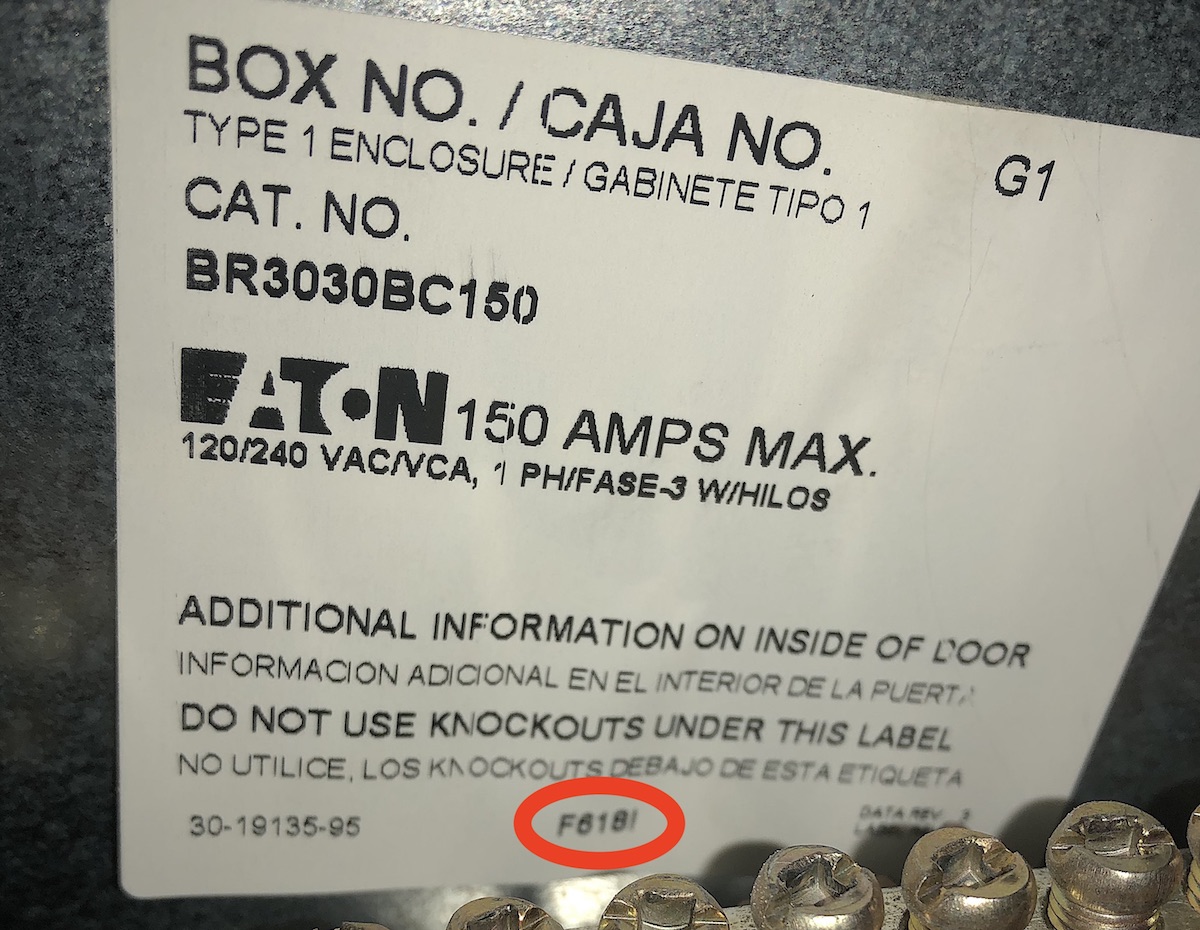 BOX NO. / CAJA NO.
G1
TYPE 1 ENCLOSURE / GABINETE TIPO 1
CAT. NO.
BR3030BC150
EATON 150 AMPS MAX.
120/240 VAC/VCA, 1 PH/FASE-3 W/HILOS
ADDITIONAL INFORMATION ON INSIDE OF DOOR
INFORMACION ADICIONAL EN EL INTERIOR DE LA PUERTA
DO NOT USE KNOCKOUTS UNDER THIS LABEL
NO UTILICE, LOS KNOCKOUTS DEBAJO DE ESTA ETIQUETA
30-19135-95
F618I
DATA REV.